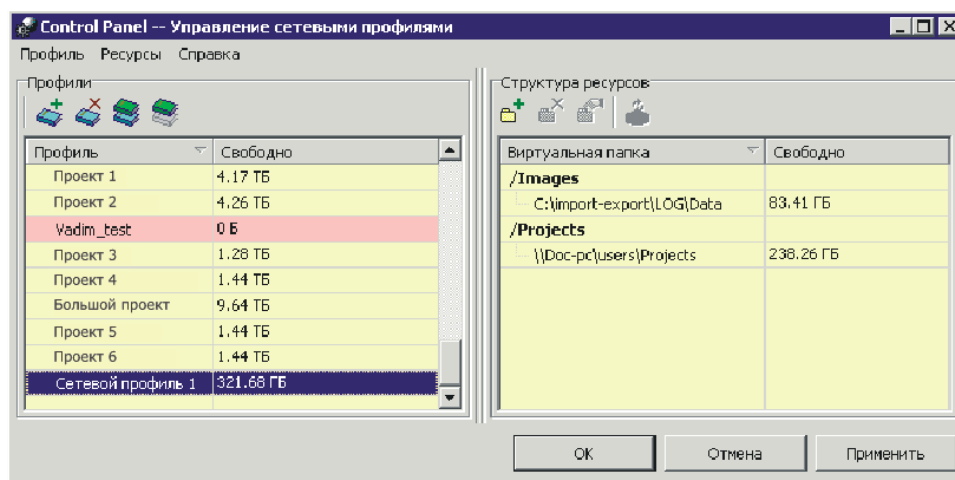 Control Panel -- Управление сетевыми профилями
Профиль Ресурсы Справка
Профили
Профиль Свободно
Проект 1 4.17 ТБ
Проект 2 4.26 ТБ
Vadim_test 0 Б
Проект 3 1.28 ТБ
Проект 4 1.44 ТБ
Большой проект 9.64 ТБ
Проект 5 1.44 ТБ
Проект 6 1.44 ТБ
Сетевой профиль 1 321.68 ГБ
Структура ресурсов
Виртуальная папка Свободно
/Images
C:\import-export\LOG\Data 83.41 ГБ
/Projects
\\Doc-pc\users\Projects 238.26 ГБ
ОК Отмена Применить